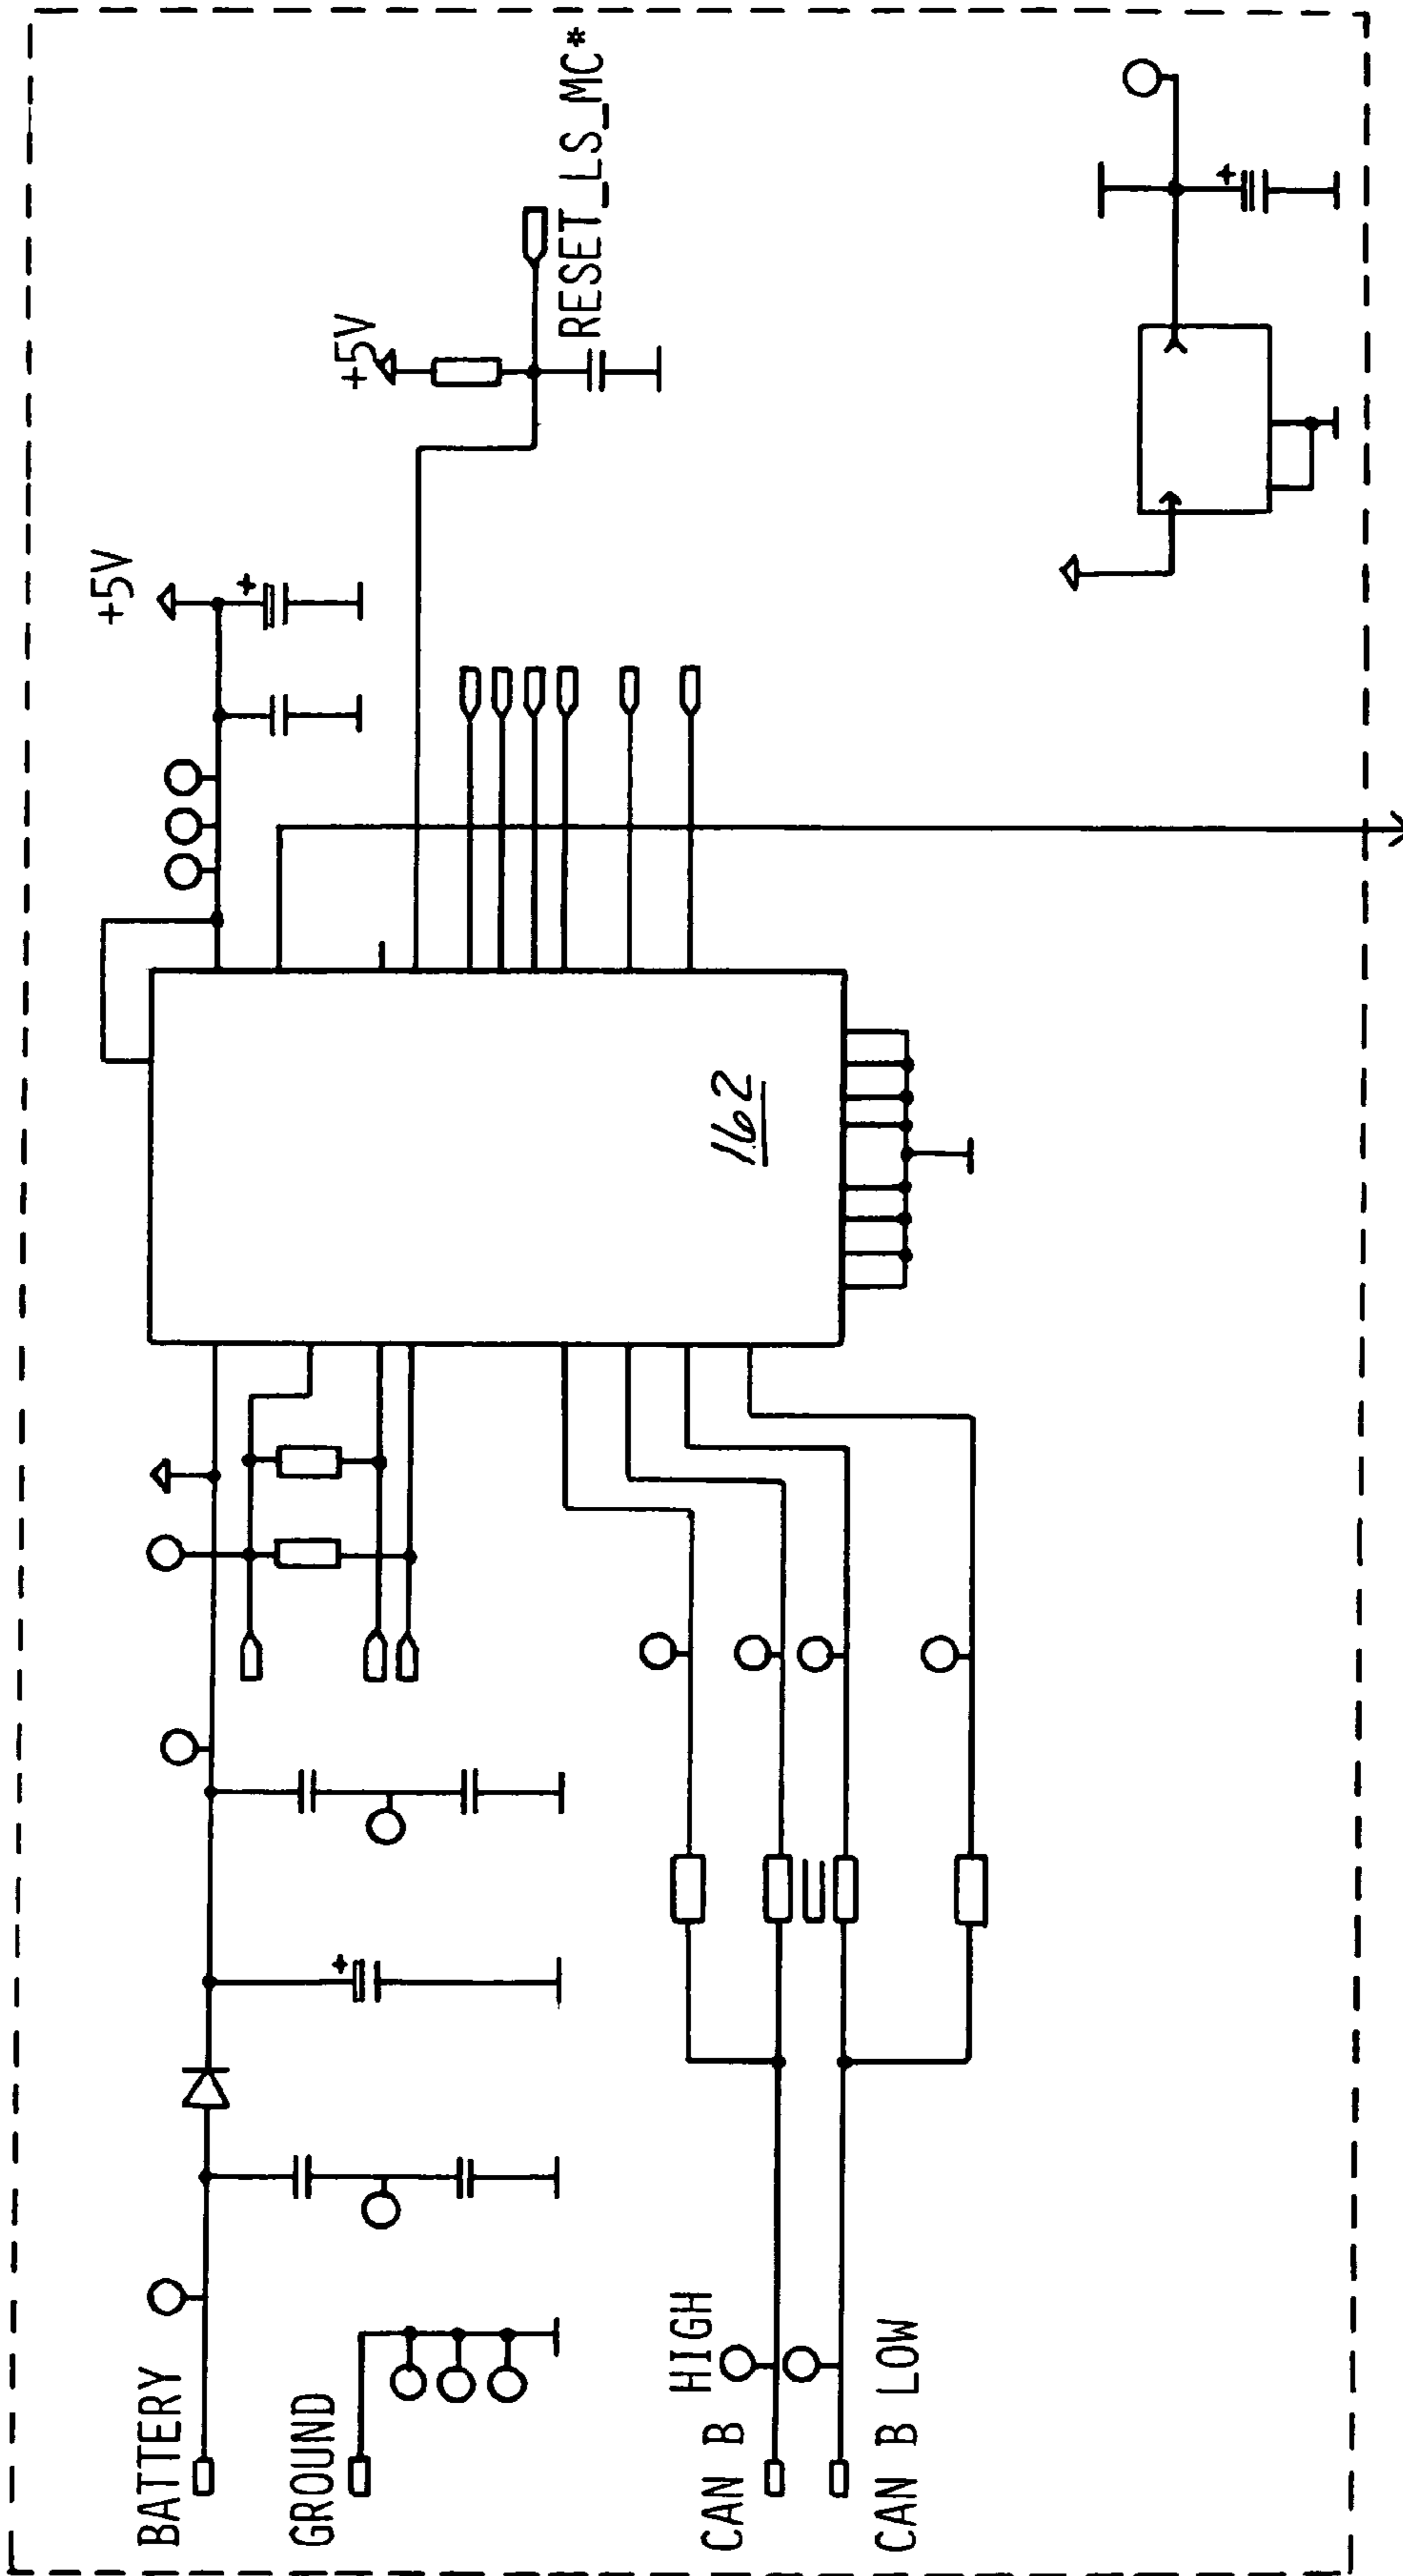 BATTERY
GROUND
CAN B HIGH
CAN B LOW
162
+5V
+5V
RESET_LS_MC*